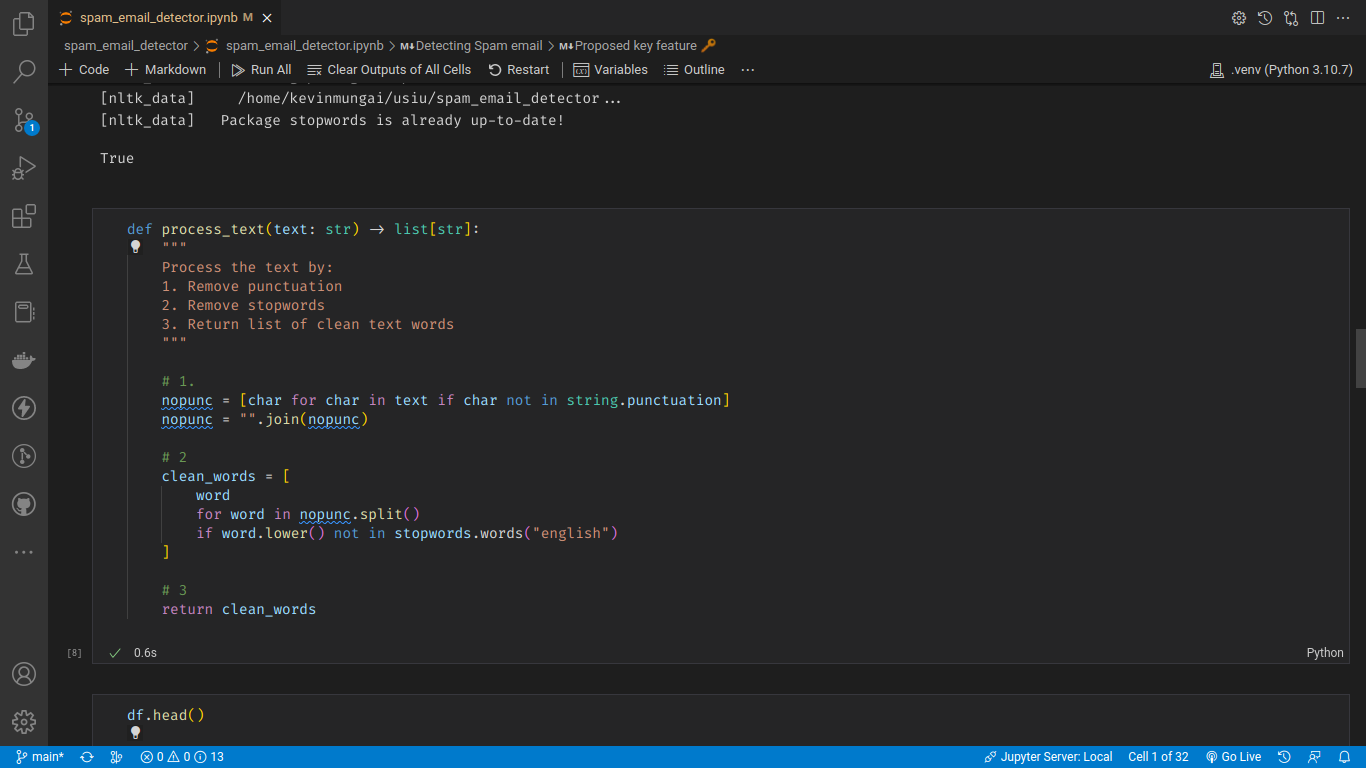 spam_email_detector.ipynb M
spam_email_detector > spam_email_detector.ipynb > M↓Detecting Spam email > M↓Proposed key feature 🔑
+ Code + Markdown | Run All Clear Outputs of All Cells Restart | Variables Outline ... .venv (Python 3.10.7)
[nltk_data]     /home/kevinmungai/usiu/spam_email_detector...
[nltk_data]   Package stopwords is already up-to-date!
True
def process_text(text: str) -> list[str]:
    """
    Process the text by:
    1. Remove punctuation
    2. Remove stopwords
    3. Return list of clean text words
    """
    # 1.
    nopunc = [char for char in text if char not in string.punctuation]
    nopunc = "".join(nopunc)
    # 2
    clean_words = [
        word
        for word in nopunc.split()
        if word.lower() not in stopwords.words("english")
    ]
    # 3
    return clean_words
[8] 0.6s Python
df.head()
1
main* 0 0 13 Jupyter Server: Local Cell 1 of 32 Go Live